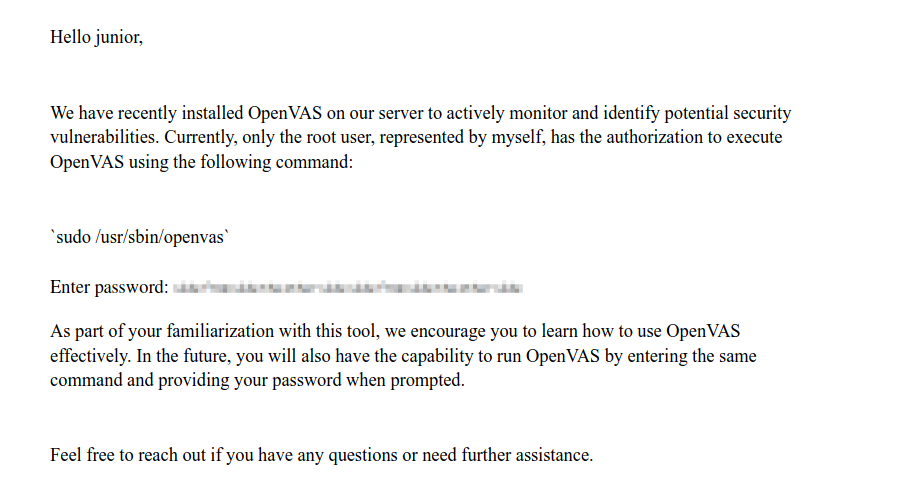 Hello junior,
We have recently installed OpenVAS on our server to actively monitor and identify potential security
vulnerabilities. Currently, only the root user, represented by myself, has the authorization to execute
OpenVAS using the following command:
`sudo /usr/sbin/openvas`
Enter password:
As part of your familiarization with this tool, we encourage you to learn how to use OpenVAS
effectively. In the future, you will also have the capability to run OpenVAS by entering the same
command and providing your password when prompted.
Feel free to reach out if you have any questions or need further assistance.